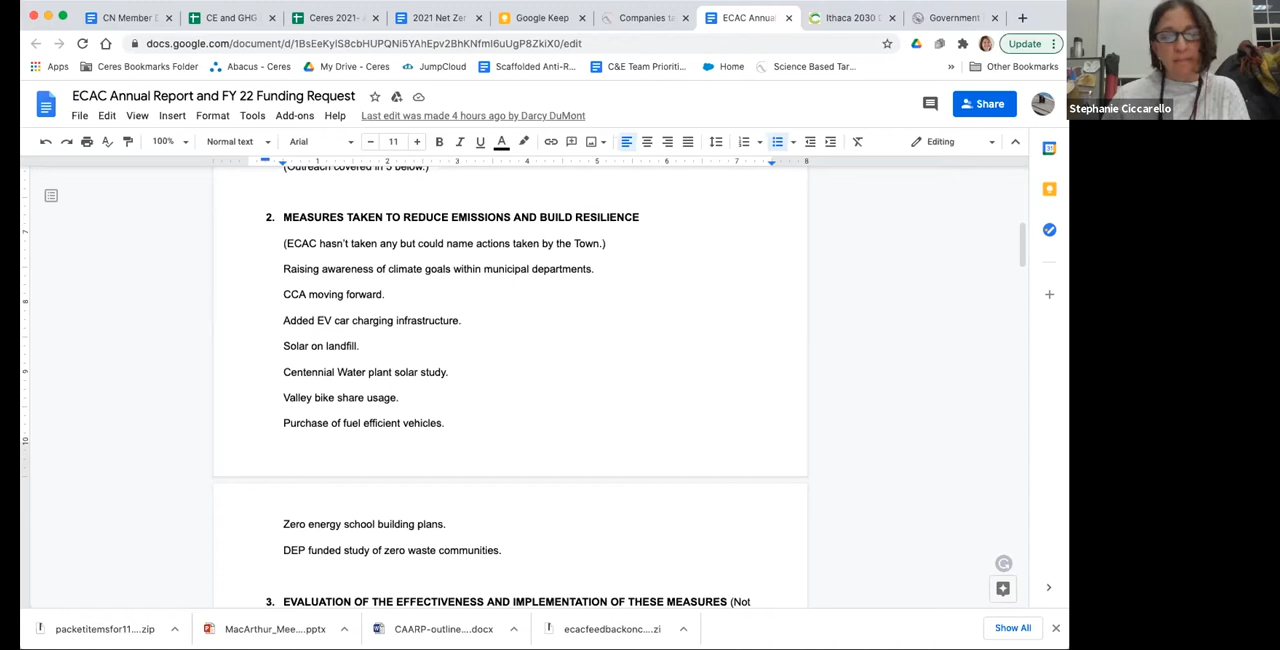 CN Member E
CE and GHG
Ceres 2021-
2021 Net Zer
Google Keep
Companies ta
ECAC Annual
Ithaca 2030 D
Government
docs.google.com/document/d/1BsEeKyIS8cbHUPQNi5YAhEpv2BhKNfmI6uUgP8ZkiX0/edit
Update
Apps
Ceres Bookmarks Folder
Abacus - Ceres
My Drive - Ceres
JumpCloud
Scaffolded Anti-R...
C&E Team Prioriti...
Home
Science Based Tar...
Other Bookmarks
ECAC Annual Report and FY 22 Funding Request
File Edit View Insert Format Tools Add-ons Help
Last edit was made 4 hours ago by Darcy DuMont
Share
Stephanie Ciccarello
100% Normal text Arial 11 Editing
(Outreach covered in 5 below.)
2. MEASURES TAKEN TO REDUCE EMISSIONS AND BUILD RESILIENCE
(ECAC hasn't taken any but could name actions taken by the Town.)
Raising awareness of climate goals within municipal departments.
CCA moving forward.
Added EV car charging infrastructure.
Solar on landfill.
Centennial Water plant solar study.
Valley bike share usage.
Purchase of fuel efficient vehicles.
Zero energy school building plans.
DEP funded study of zero waste communities.
3. EVALUATION OF THE EFFECTIVENESS AND IMPLEMENTATION OF THESE MEASURES (Not
packetitemsfor11....zip
MacArthur_Mee....pptx
CAARP-outline....docx
ecacfeedbackonc....zi
Show All